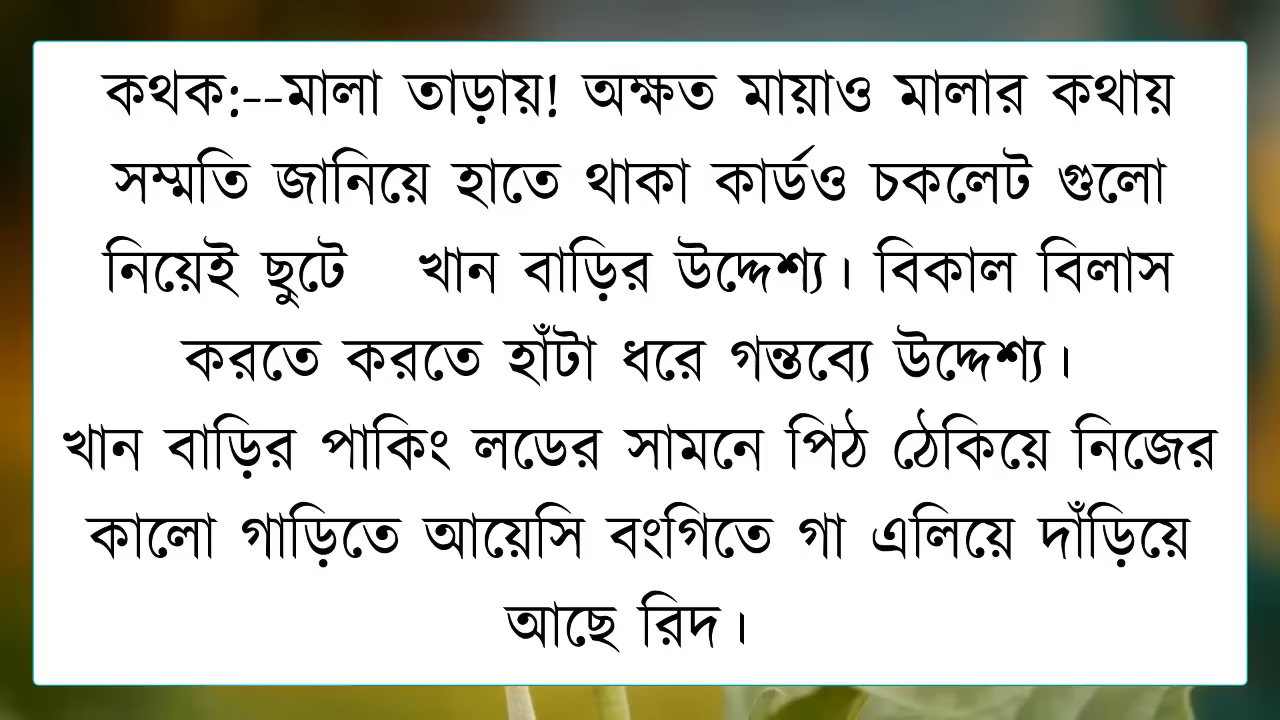 কথক:--মালা তাড়ায়! অক্ষত মায়াও মালার কথায়
সম্মতি জানিয়ে হাতে থাকা কার্ডও চকলেট গুলো
নিয়েই ছুটে খান বাড়ির উদ্দেশ্য। বিকাল বিলাস
করতে করতে হাঁটা ধরে গন্তব্যে উদ্দেশ্য।
খান বাড়ির পাকিং লডের সামনে পিঠ ঠেকিয়ে নিজের
কালো গাড়িতে আয়েসি বংগিতে গা এলিয়ে দাঁড়িয়ে
আছে রিদ।